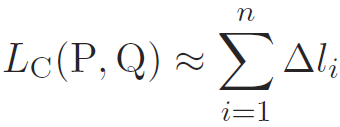 L_C(P, Q) ≈ ∑_{i=1}^{n} Δl_i